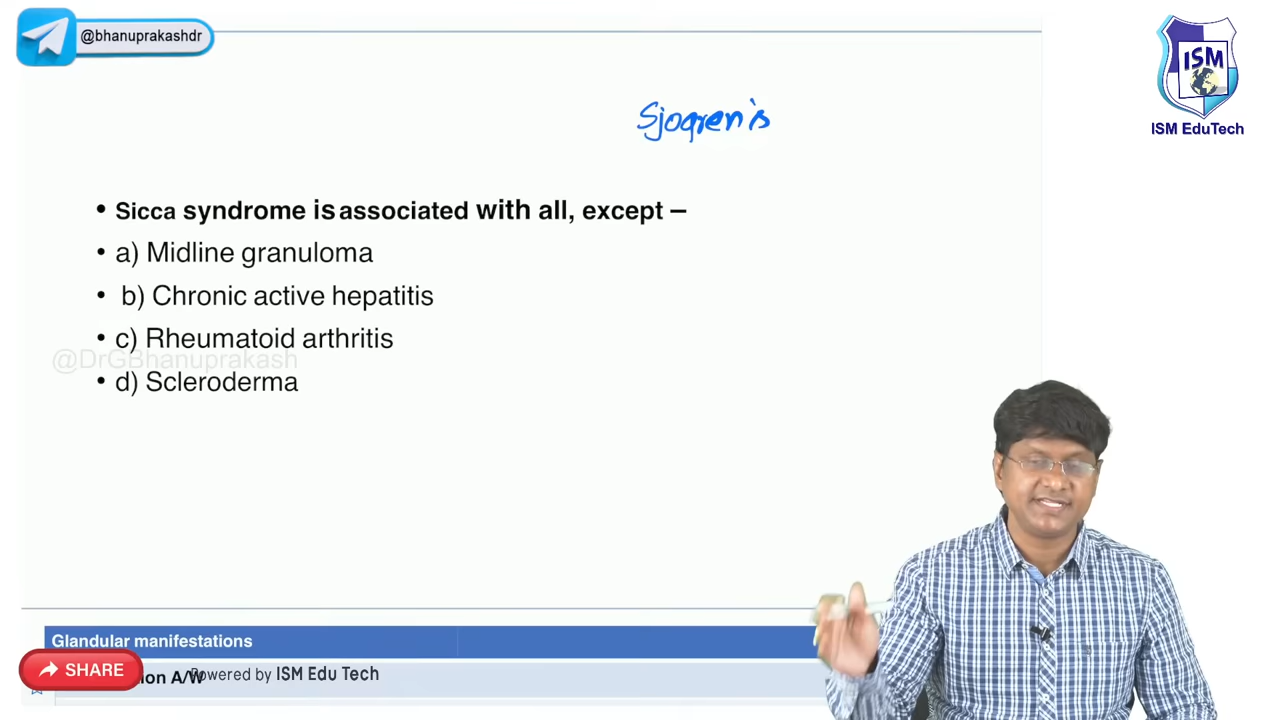 @bhanuprakashdr
ISM
ISM EduTech
Sjogren's
• Sicca syndrome is associated with all, except –
• a) Midline granuloma
• b) Chronic active hepatitis
• c) Rheumatoid arthritis
@DrGBhanuprakash
• d) Scleroderma
Glandular manifestations
SHARE
A/W
Powered by ISM Edu Tech